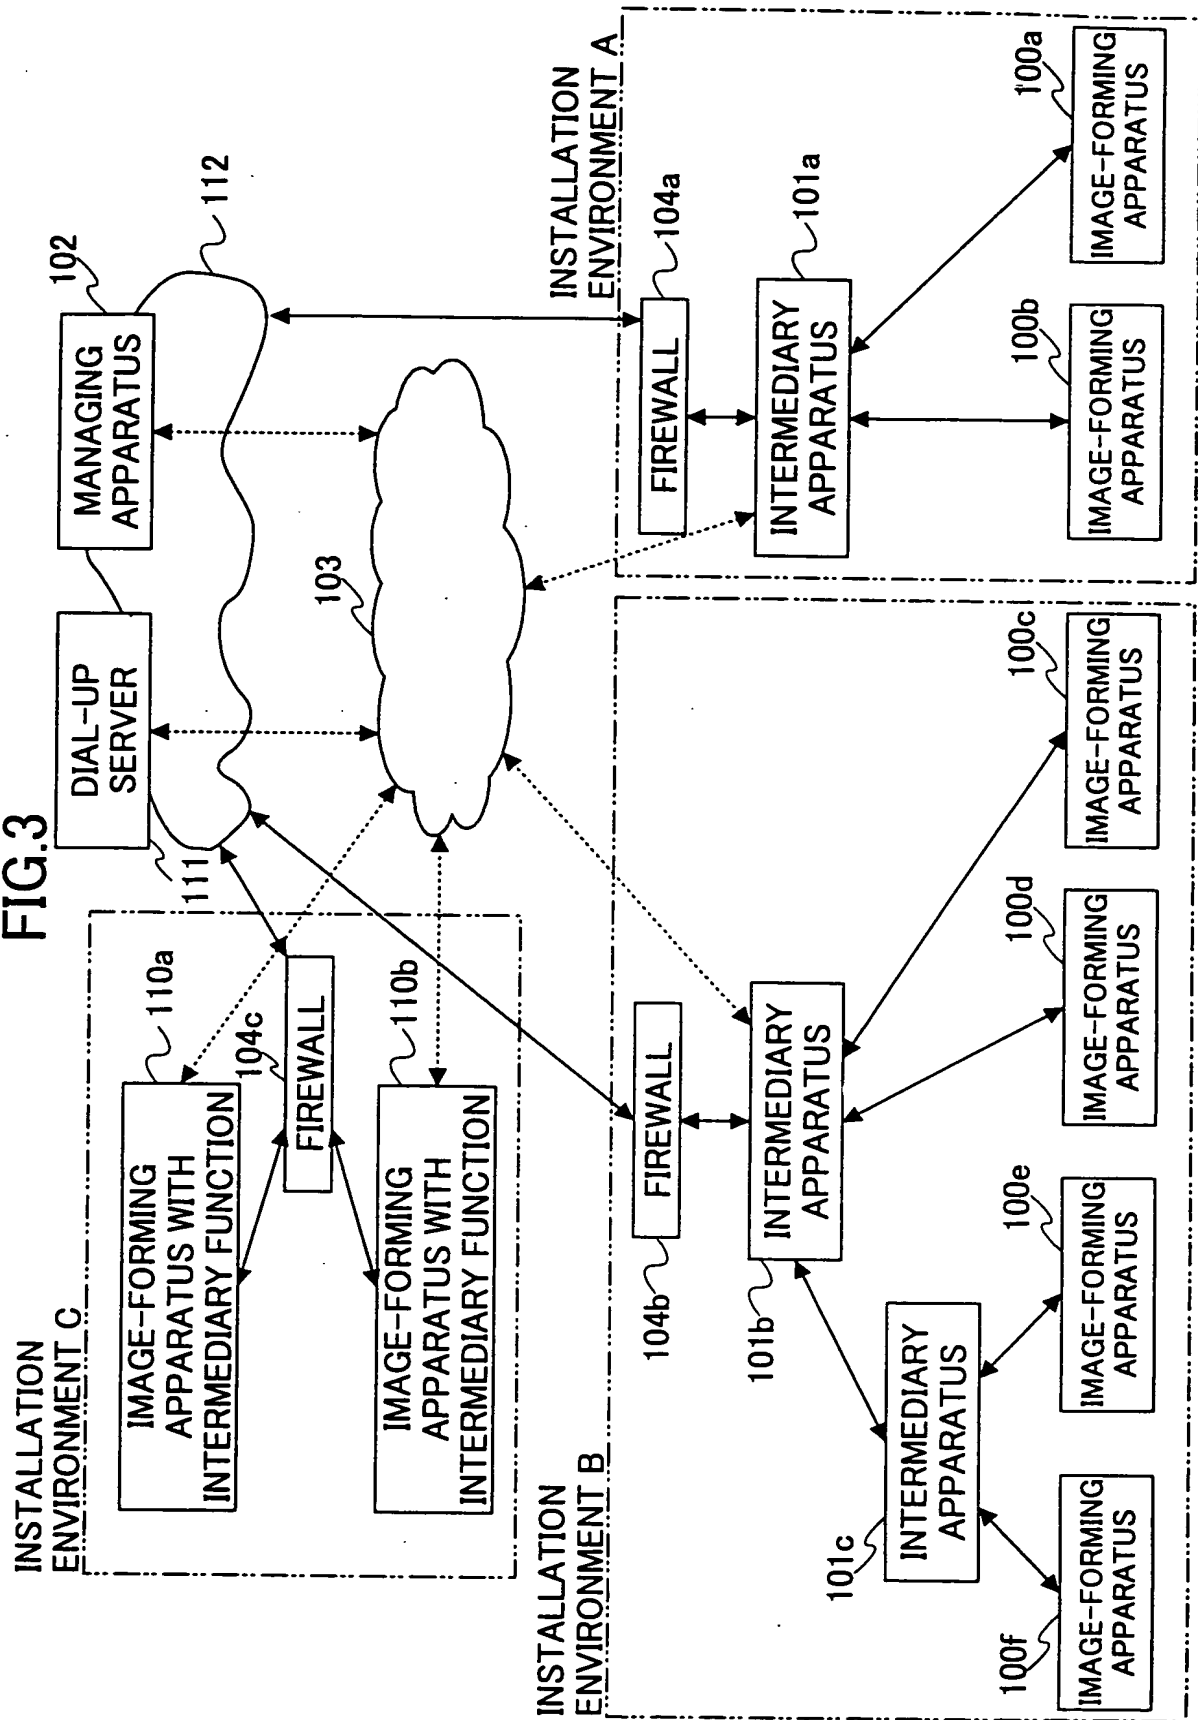 FIG.3
INSTALLATION
ENVIRONMENT C
IMAGE-FORMING
APPARATUS WITH
INTERMEDIARY FUNCTION
110a
104c
FIREWALL
110b
IMAGE-FORMING
APPARATUS WITH
INTERMEDIARY FUNCTION
111
DIAL-UP
SERVER
102
MANAGING
APPARATUS
112
103
INSTALLATION
ENVIRONMENT B
104b
FIREWALL
101b
INTERMEDIARY
APPARATUS
101c
INTERMEDIARY
APPARATUS
100f
IMAGE-FORMING
APPARATUS
100e
IMAGE-FORMING
APPARATUS
100d
IMAGE-FORMING
APPARATUS
100c
IMAGE-FORMING
APPARATUS
INSTALLATION
ENVIRONMENT A
104a
FIREWALL
101a
INTERMEDIARY
APPARATUS
100b
IMAGE-FORMING
APPARATUS
100a
IMAGE-FORMING
APPARATUS